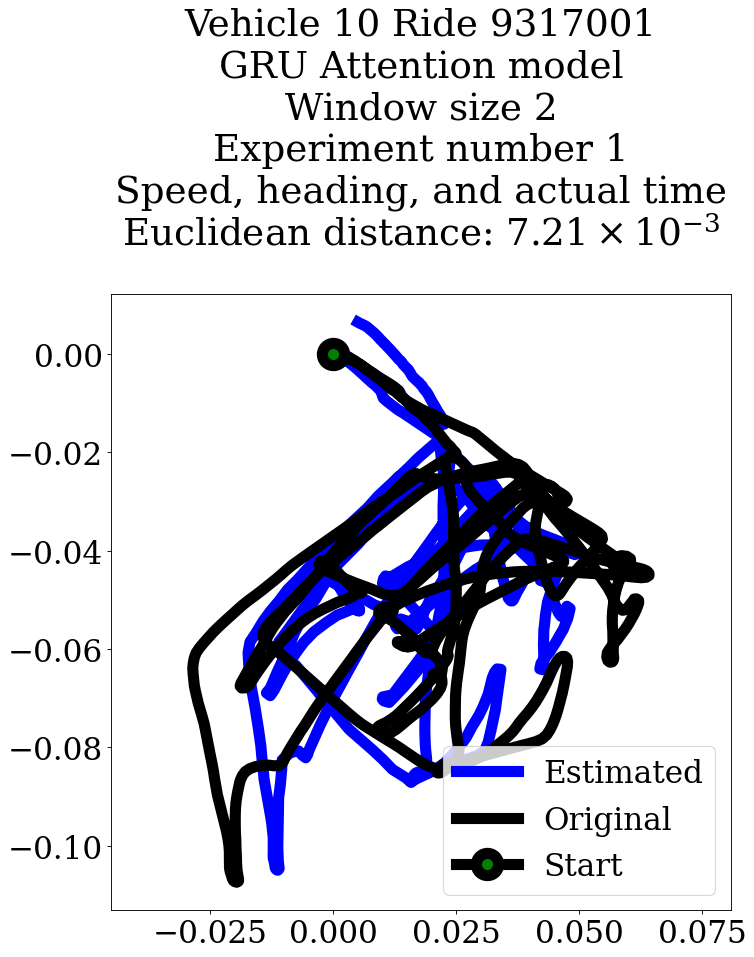 Vehicle 10 Ride 9317001
GRU Attention model
Window size 2
Experiment number 1
Speed, heading, and actual time
Euclidean distance: 7.21 × 10⁻³
0.00
−0.02
−0.04
−0.06
−0.08
−0.10
Estimated
Original
Start
−0.025 0.000 0.025 0.050 0.075